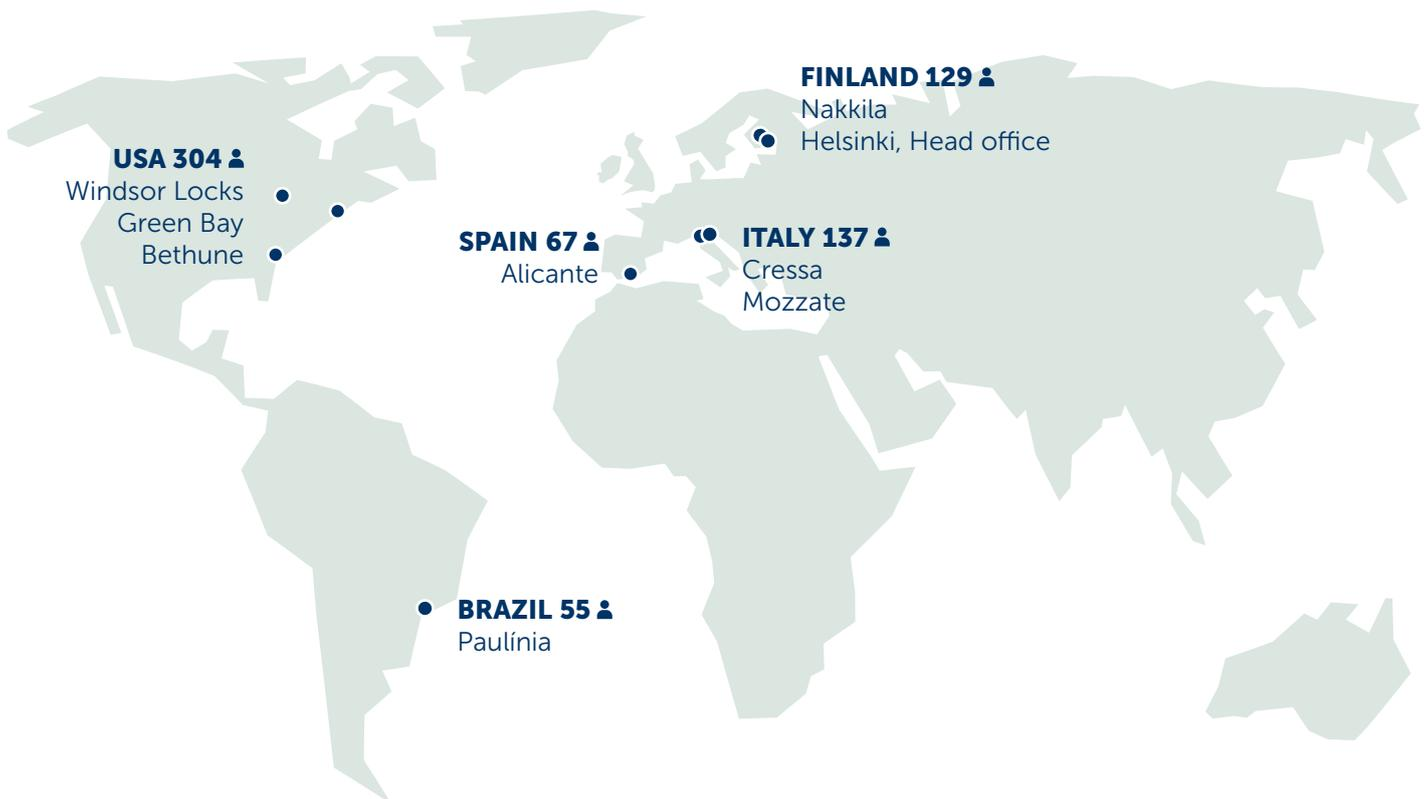 FINLAND 129
Nakkila
Helsinki, Head office
USA 304
Windsor Locks
Green Bay
Bethune
SPAIN 67
Alicante
ITALY 137
Cressa
Mozzate
BRAZIL 55
Paulínia